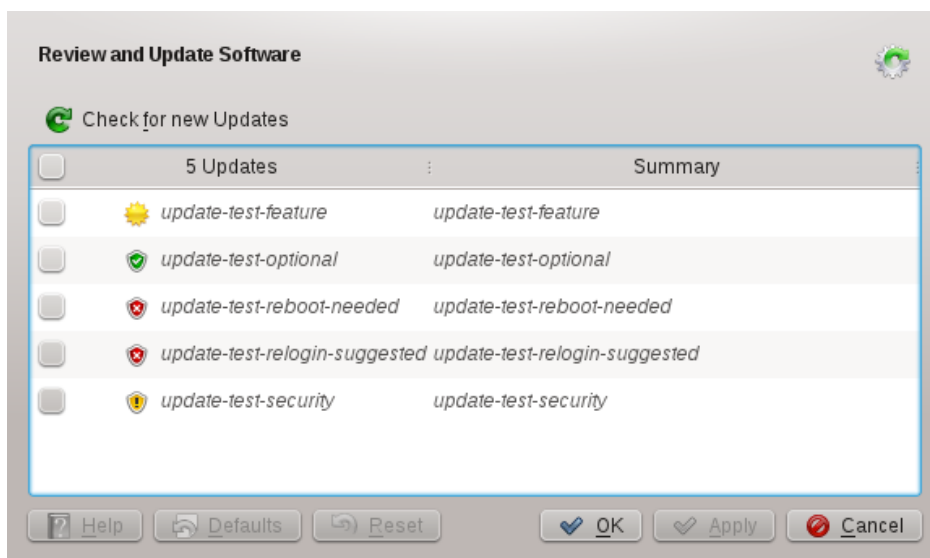 Review and Update Software
Check for new Updates
5 Updates Summary
update-test-feature update-test-feature
update-test-optional update-test-optional
update-test-reboot-needed update-test-reboot-needed
update-test-relogin-suggested update-test-relogin-suggested
update-test-security update-test-security
Help Defaults Reset OK Apply Cancel